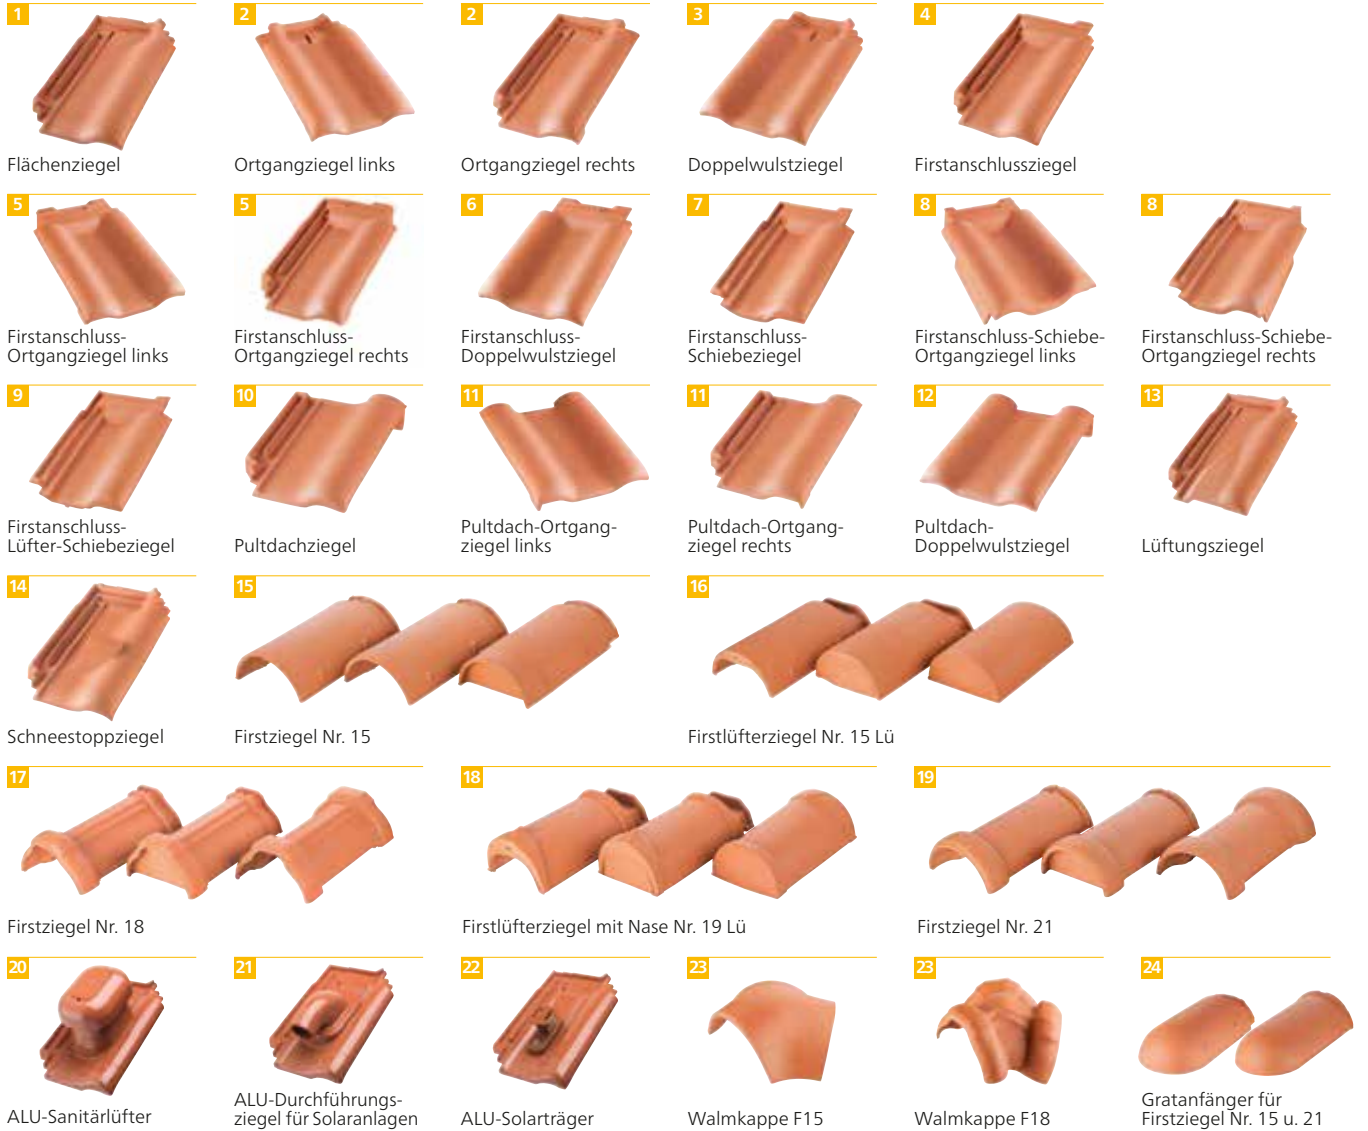 1
2
2
3
4
Flächenziegel
Ortgangziegel links
Ortgangziegel rechts
Doppelwulstziegel
Firstanschlussziegel
5
5
6
7
8
8
Firstanschluss-
Ortgangziegel links
Firstanschluss-
Ortgangziegel rechts
Firstanschluss-
Doppelwulstziegel
Firstanschluss-
Schiebeziegel
Firstanschluss-Schiebe-
Ortgangziegel links
Firstanschluss-Schiebe-
Ortgangziegel rechts
9
10
11
11
12
13
Firstanschluss-
Lüfter-Schiebeziegel
Pultdachziegel
Pultdach-Ortgang-
ziegel links
Pultdach-Ortgang-
ziegel rechts
Pultdach-
Doppelwulstziegel
Lüftungsziegel
14
15
16
Schneestoppziegel
Firstziegel Nr. 15
Firstlüfterziegel Nr. 15 Lü
17
18
19
Firstziegel Nr. 18
Firstlüfterziegel mit Nase Nr. 19 Lü
Firstziegel Nr. 21
20
21
22
23
23
24
ALU-Sanitärlüfter
ALU-Durchführungs-
ziegel für Solaranlagen
ALU-Solarträger
Walmkappe F15
Walmkappe F18
Gratanfänger für
Firstziegel Nr. 15 u. 21